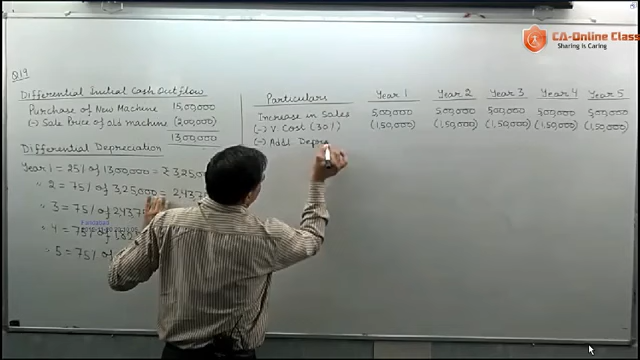 CA-Online Class
Sharing is Caring
Q19
Differential Initial Cash Outflow
Purchase of New Machine 15,00,000
(-) Sale Price of old machine (200,000)
13,00,000
Differential Depreciation
Year 1 = 25% of 13,00,000 = ₹ 3,25,00
" 2 = 75% of 3,25,000 = 2,43,75
" 3 = 75% of 2,43,75
" 4 = 75% of
" 5 = 75% of
Faridabad
Particulars Year 1 Year 2 Year 3 Year 4 Year 5
Increase in Sales 5,00,000 5,00,000 5,00,000 5,00,000 5,00,000
(-) V. Cost (30%) (1,50,000) (1,50,000) (1,50,000) (1,50,000) (1,50,000)
(-) Addl. Depre